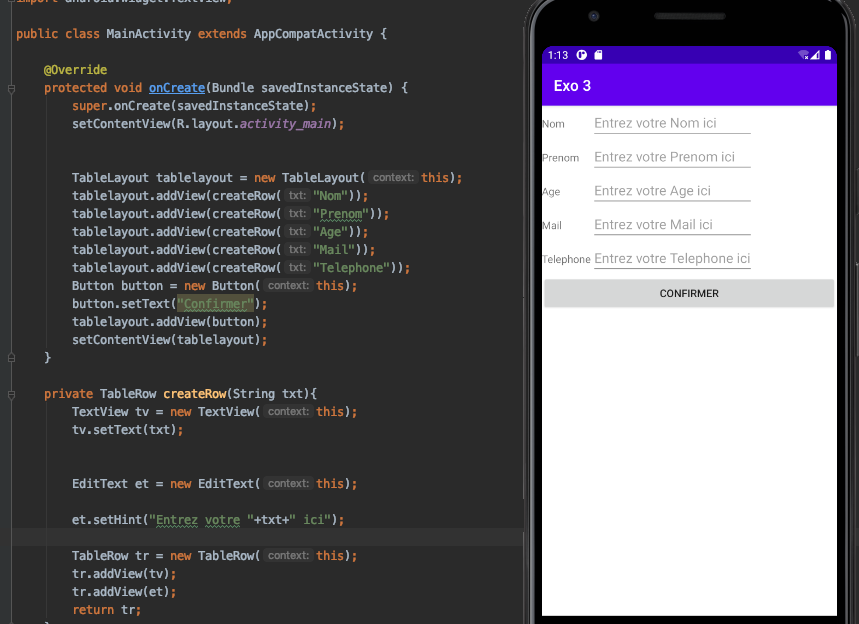 import android.widget.TextView;
public class MainActivity extends AppCompatActivity {
@Override
protected void onCreate(Bundle savedInstanceState) {
super.onCreate(savedInstanceState);
setContentView(R.layout.activity_main);
TableLayout tablelayout = new TableLayout( context: this);
tablelayout.addView(createRow( txt: "Nom"));
tablelayout.addView(createRow( txt: "Prenom"));
tablelayout.addView(createRow( txt: "Age"));
tablelayout.addView(createRow( txt: "Mail"));
tablelayout.addView(createRow( txt: "Telephone"));
Button button = new Button( context: this);
button.setText("Confirmer");
tablelayout.addView(button);
setContentView(tablelayout);
}
private TableRow createRow(String txt){
TextView tv = new TextView( context: this);
tv.setText(txt);
EditText et = new EditText( context: this);
et.setHint("Entrez votre "+txt+" ici");
TableRow tr = new TableRow( context: this);
tr.addView(tv);
tr.addView(et);
return tr;
1:13
Exo 3
Nom Entrez votre Nom ici
Prenom Entrez votre Prenom ici
Age Entrez votre Age ici
Mail Entrez votre Mail ici
Telephone Entrez votre Telephone ici
CONFIRMER